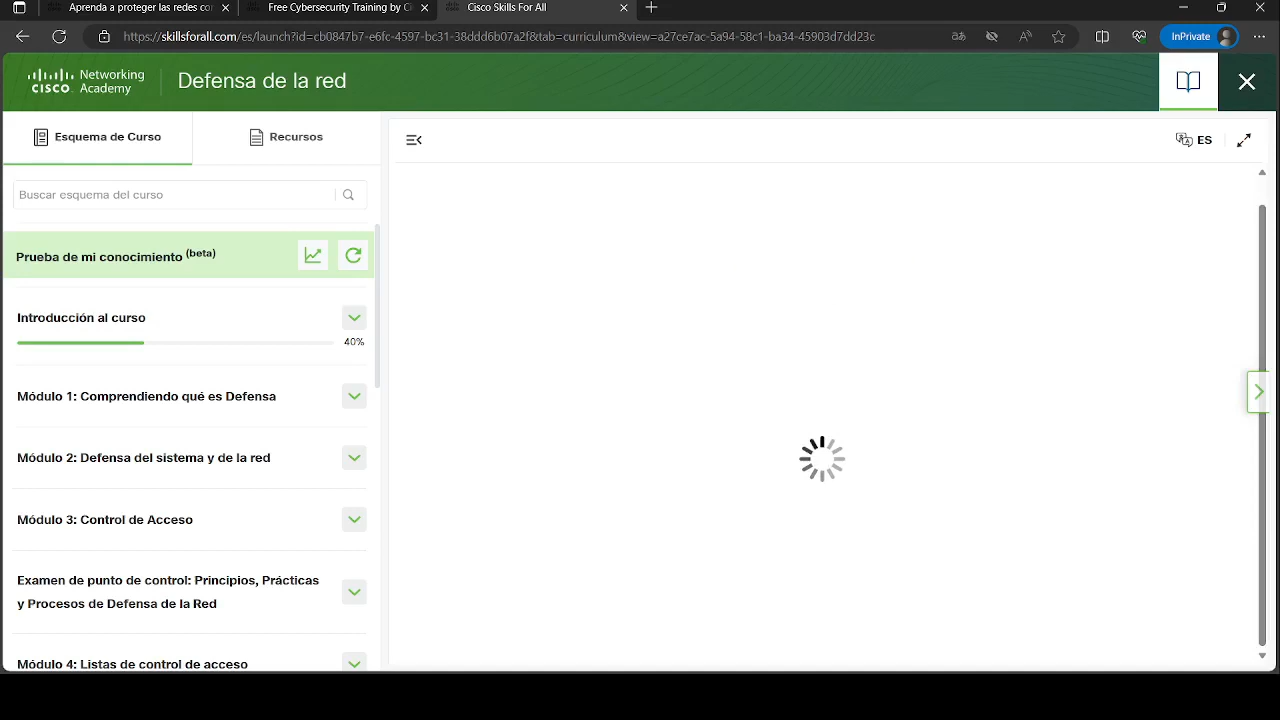 Aprenda a proteger las redes cor
Free Cybersecurity Training by Ci
Cisco Skills For All
https://skillsforall.com/es/launch?id=cb0847b7-e6fc-4597-bc31-38ddd6b07a2f&tab=curriculum&view=a27ce7ac-5a94-58c1-ba34-45903d7dd23c
InPrivate
CISCO Networking Academy
Defensa de la red
Esquema de Curso
Recursos
ES
Buscar esquema del curso
Prueba de mi conocimiento (beta)
Introducción al curso
40%
Módulo 1: Comprendiendo qué es Defensa
Módulo 2: Defensa del sistema y de la red
Módulo 3: Control de Acceso
Examen de punto de control: Principios, Prácticas
y Procesos de Defensa de la Red
Módulo 4: Listas de control de acceso